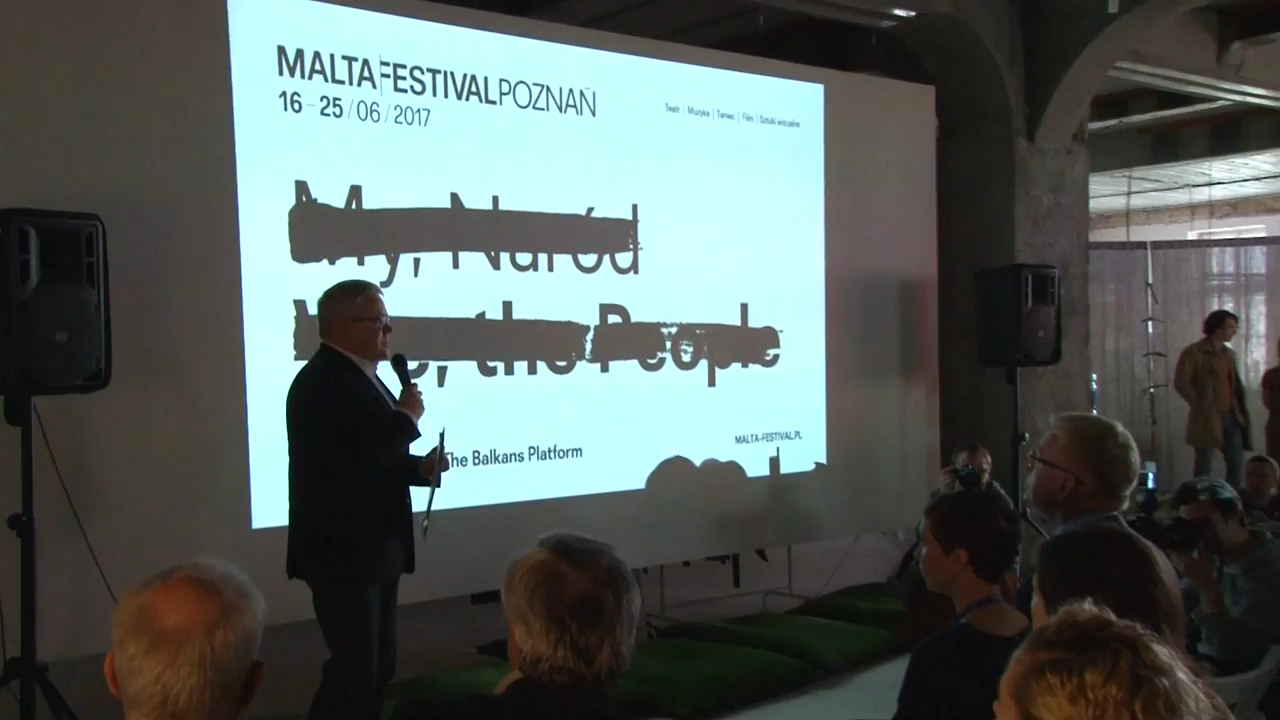 MALTAFESTIVALPOZNAŃ
16 – 25 / 06 / 2017
Teatr | Muzyka | Taniec | Film | Sztuki wizualne
My, Naród
We, the People
The Balkans Platform
MALTA-FESTIVAL.PL